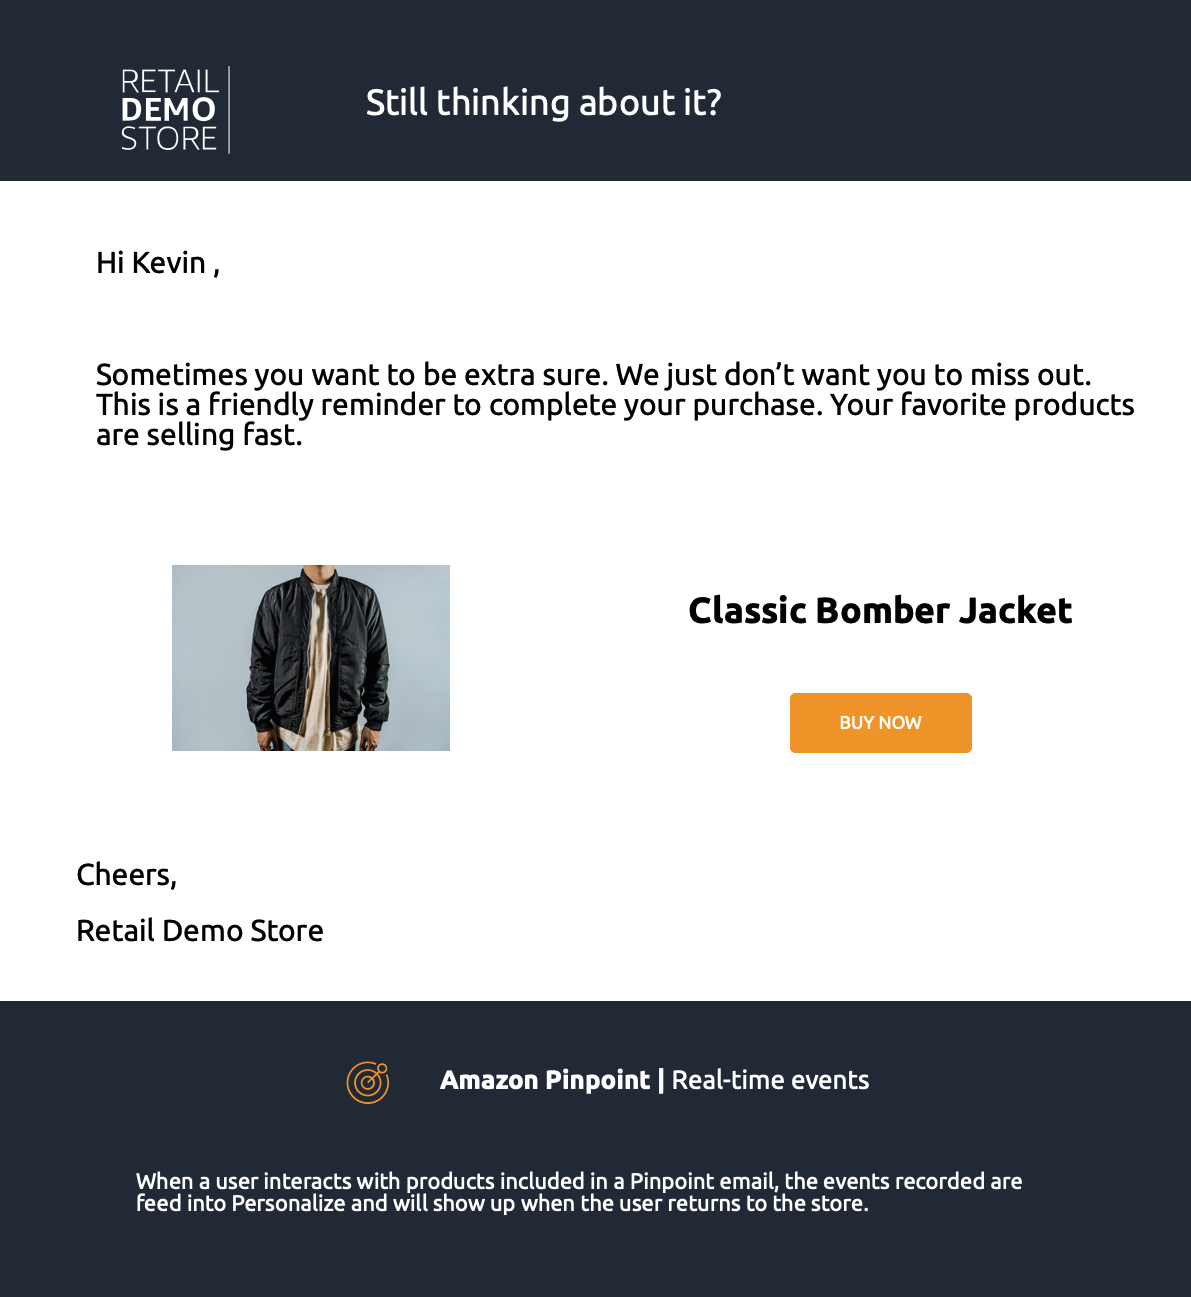 RETAIL
DEMO
STORE
Still thinking about it?
Hi Kevin ,
Sometimes you want to be extra sure. We just don’t want you to miss out.
This is a friendly reminder to complete your purchase. Your favorite products
are selling fast.
Classic Bomber Jacket
BUY NOW
Cheers,
Retail Demo Store
Amazon Pinpoint | Real-time events
When a user interacts with products included in a Pinpoint email, the events recorded are
feed into Personalize and will show up when the user returns to the store.